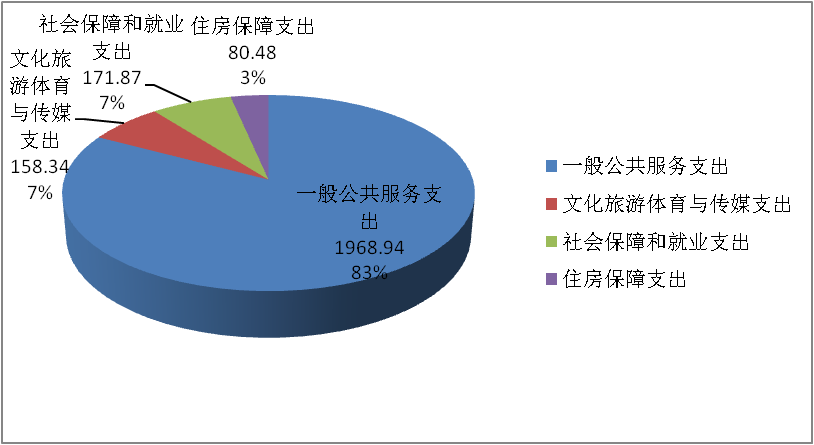 社会保障和就业
支出
171.87
7%
住房保障支出
80.48
3%
文化旅
游体育
与传媒
支出
158.34
7%
一般公共服务支
出
1968.94
83%
一般公共服务支出
文化旅游体育与传媒支出
社会保障和就业支出
住房保障支出